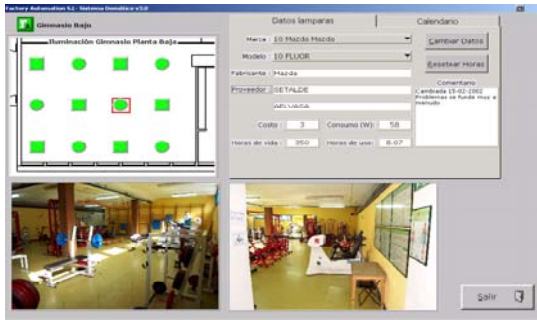 Factory Automation S.L - Sistema Domótico v3.0
Gimnasio Bajo
Iluminación Gimnasio Planta Baja
Datos lamparas
Calendario
Marca : 10 Mazda Mazda
Cambiar Datos
Modelo : 10 FLUOR
Resetear Horas
Fabricante : Mazda
Comentario
Proveedor : SETALDE
Cambiada 15-02-2002
Problemas se funde muy a
menudo
Costo : 3 Consumo (W): 58
Horas de vida : 350 Horas de uso: 8.07
Salir